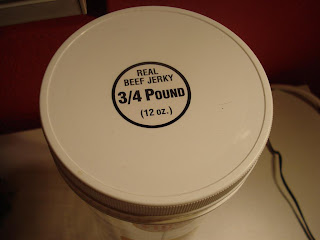 REAL
BEEF JERKY
3/4 POUND
(12 oz.)